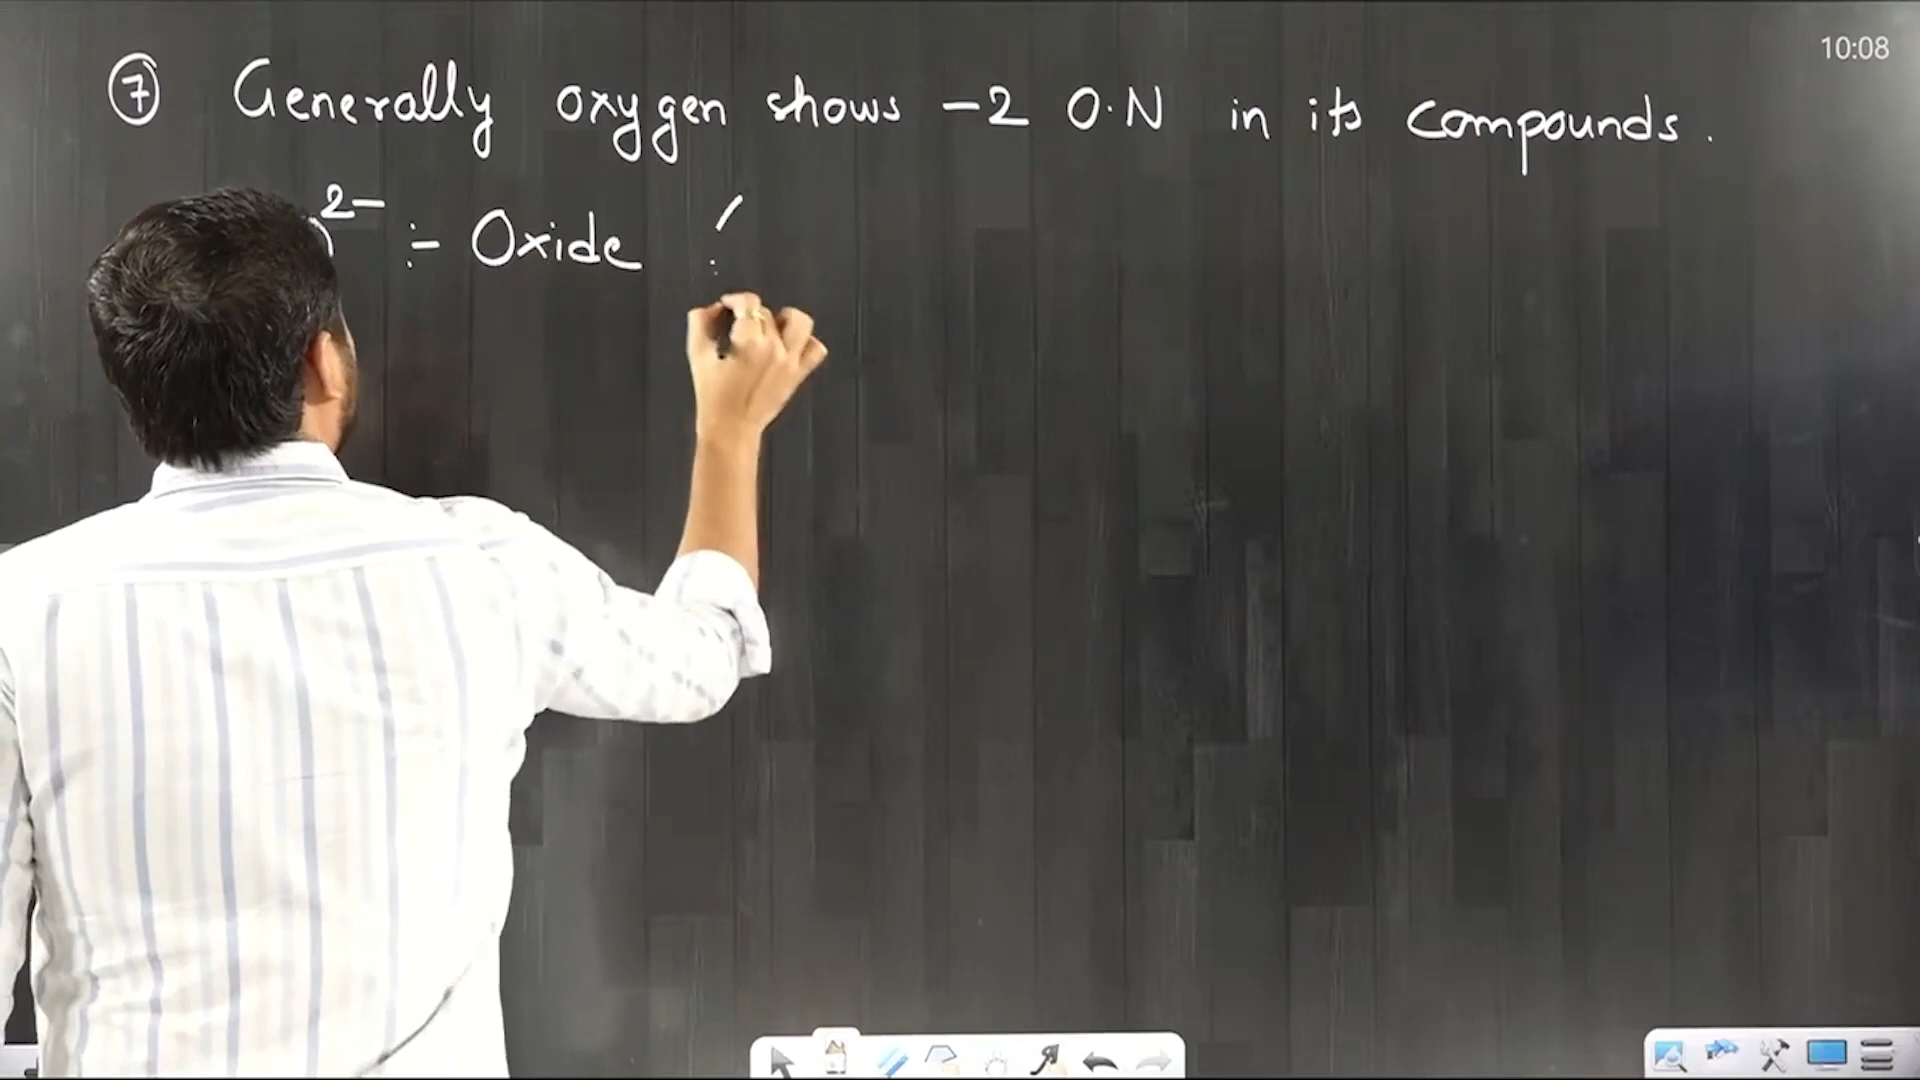 10:08
⑦ Generally oxygen shows -2 O.N in its compounds.
2- :- Oxide